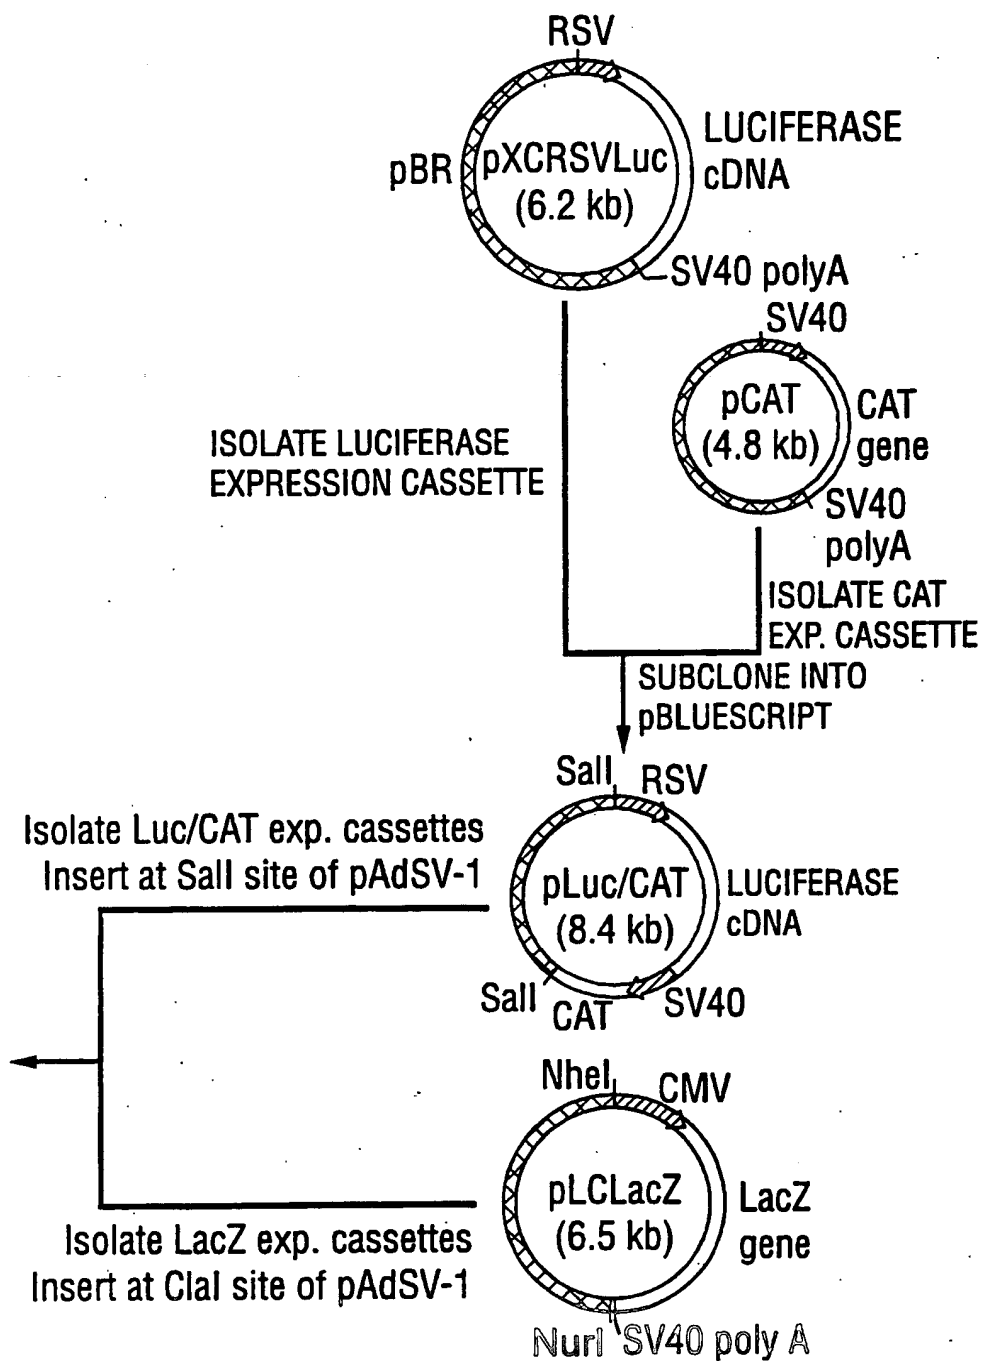 RSV
pBR
pXCRSVLuc
(6.2 kb)
LUCIFERASE
cDNA
SV40 polyA
SV40
pCAT
(4.8 kb)
CAT
gene
SV40
polyA
ISOLATE LUCIFERASE
EXPRESSION CASSETTE
ISOLATE CAT
EXP. CASSETTE
SUBCLONE INTO
pBLUESCRIPT
SalI
RSV
Isolate Luc/CAT exp. cassettes
Insert at SalI site of pAdSV-1
pLuc/CAT
(8.4 kb)
LUCIFERASE
cDNA
SalI
CAT
SV40
NheI
CMV
pLCLacZ
(6.5 kb)
LacZ
gene
Isolate LacZ exp. cassettes
Insert at ClaI site of pAdSV-1
NurI
SV40 poly A